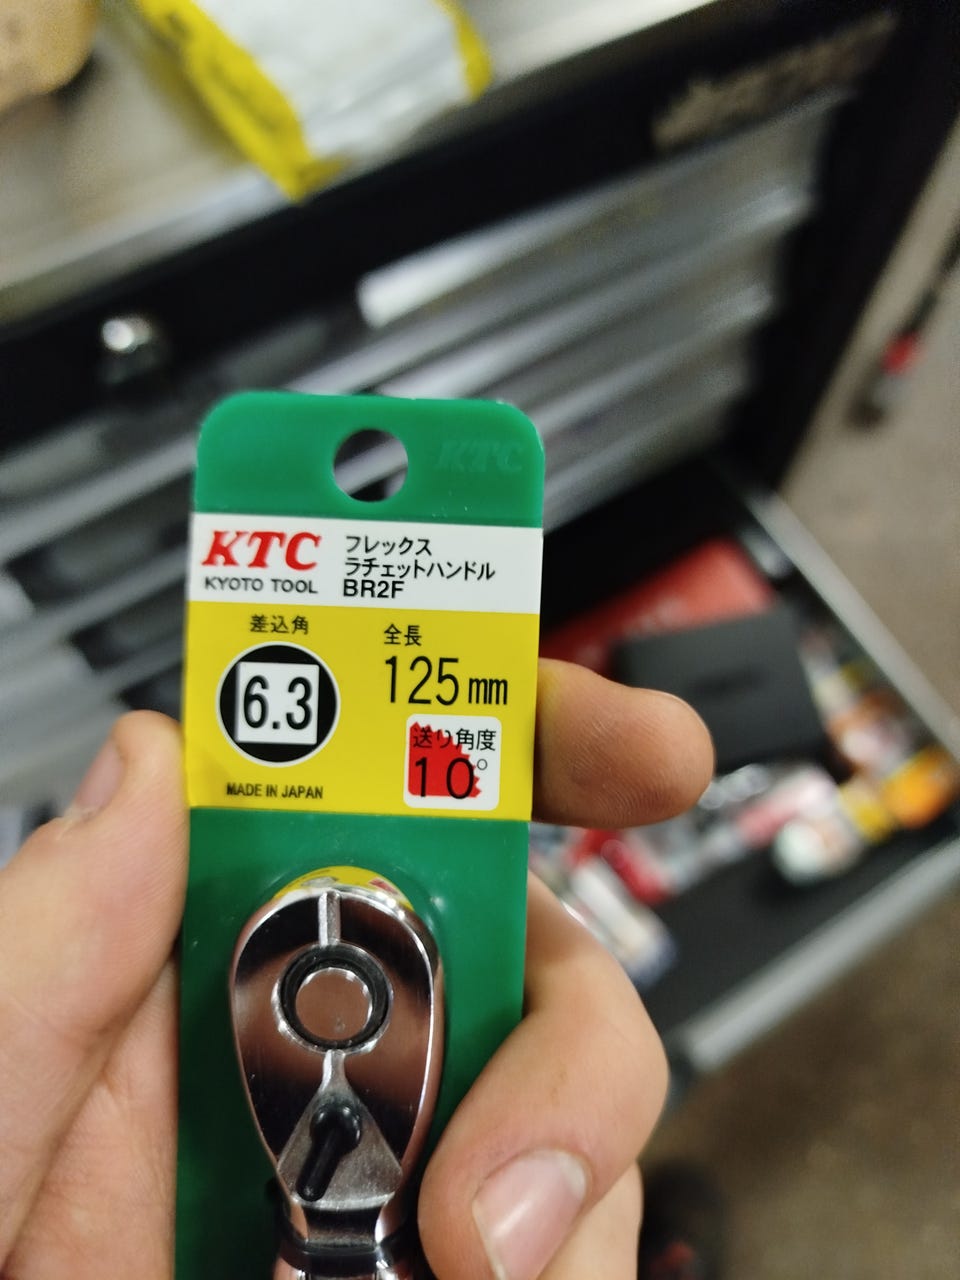 KTC
KTC
KYOTO TOOL
フレックス
ラチェットハンドル
BR2F
差込角
6.3
全長
125mm
送り角度
10°
MADE IN JAPAN